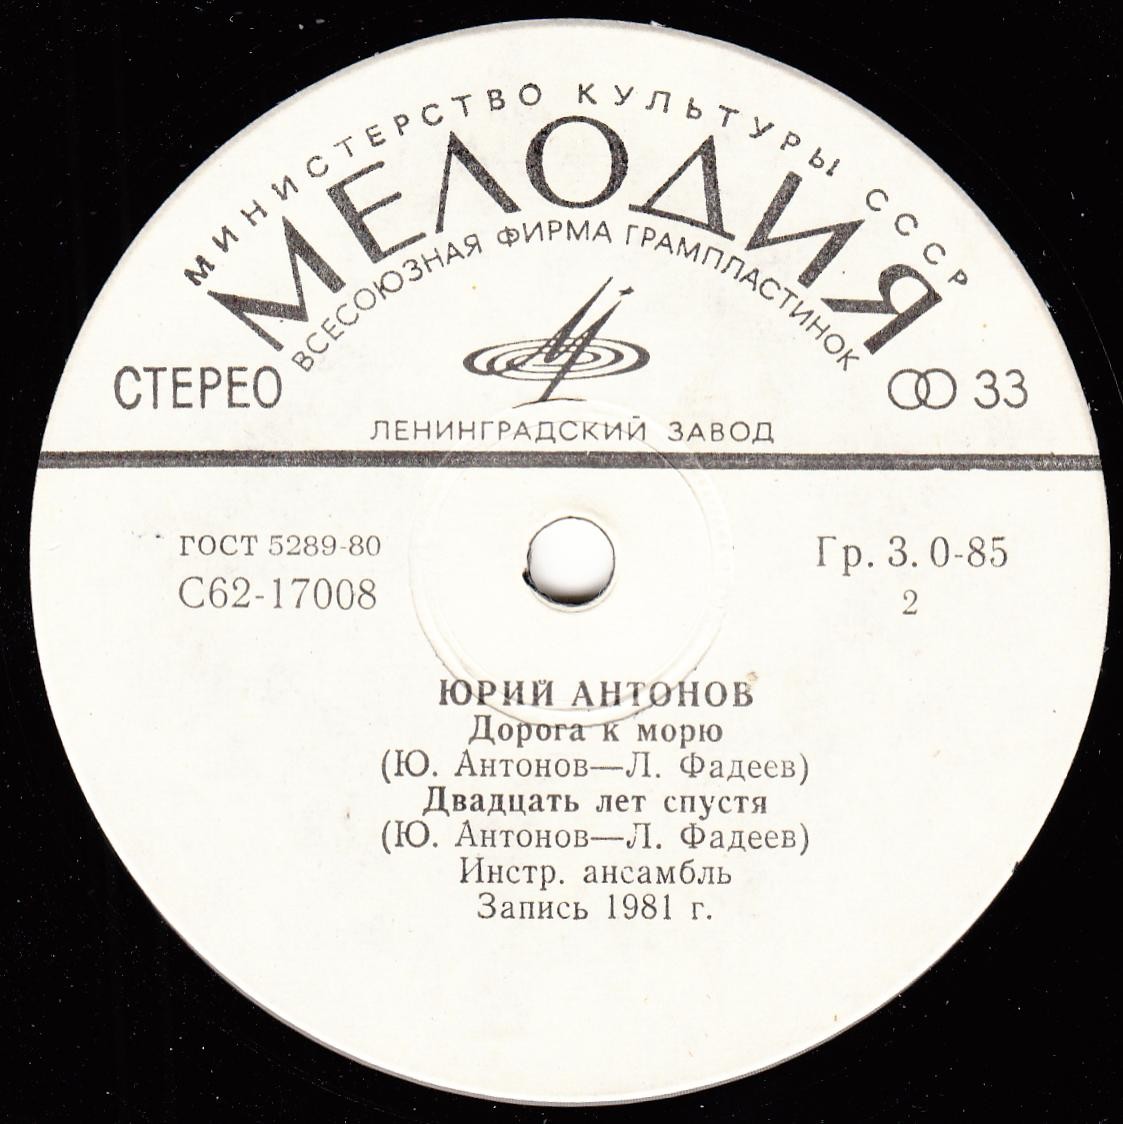 МИНИСТЕРСТВО КУЛЬТУРЫ СССР
МЕЛОДИЯ
ВСЕСОЮЗНАЯ ФИРМА ГРАМПЛАСТИНОК
СТЕРЕО
33
ЛЕНИНГРАДСКИЙ ЗАВОД
ГОСТ 5289-80
С62-17008
Гр. 3. 0-85
2
ЮРИЙ АНТОНОВ
Дорога к морю
(Ю. Антонов—Л. Фадеев)
Двадцать лет спустя
(Ю. Антонов—Л. Фадеев)
Инстр. ансамбль
Запись 1981 г.